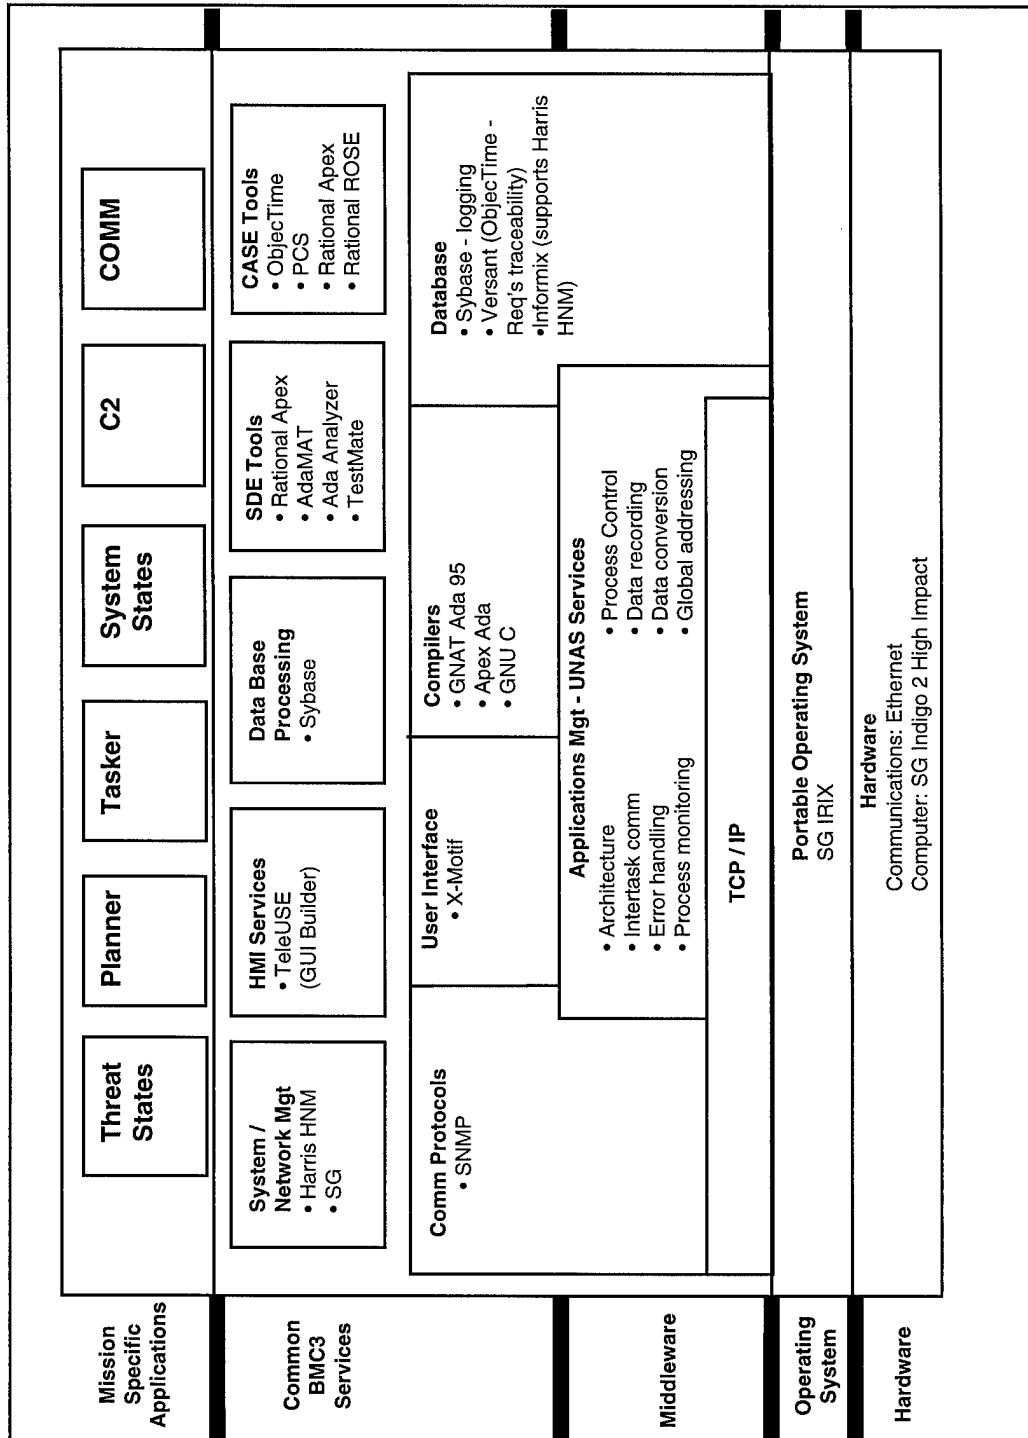 Mission
Specific
Applications
Threat
States
Planner
Tasker
System
States
C2
COMM
Common
BMC3
Services
System /
Network Mgt
• Harris HNM
• SG
HMI Services
• TeleUSE
(GUI Builder)
Data Base
Processing
• Sybase
SDE Tools
• Rational Apex
• AdaMAT
• Ada Analyzer
• TestMate
CASE Tools
• ObjecTime
• PCS
• Rational Apex
• Rational ROSE
Comm Protocols
• SNMP
User Interface
• X-Motif
Compilers
• GNAT Ada 95
• Apex Ada
• GNU C
Database
• Sybase - logging
• Versant (ObjecTime -
Req's traceability)
•Informix (supports Harris
HNM)
Middleware
Applications Mgt - UNAS Services
• Architecture
• Intertask comm
• Error handling
• Process monitoring
• Process Control
• Data recording
• Data conversion
• Global addressing
TCP / IP
Operating
System
Portable Operating System
SG IRIX
Hardware
Hardware
Communications: Ethernet
Computer: SG Indigo 2 High Impact